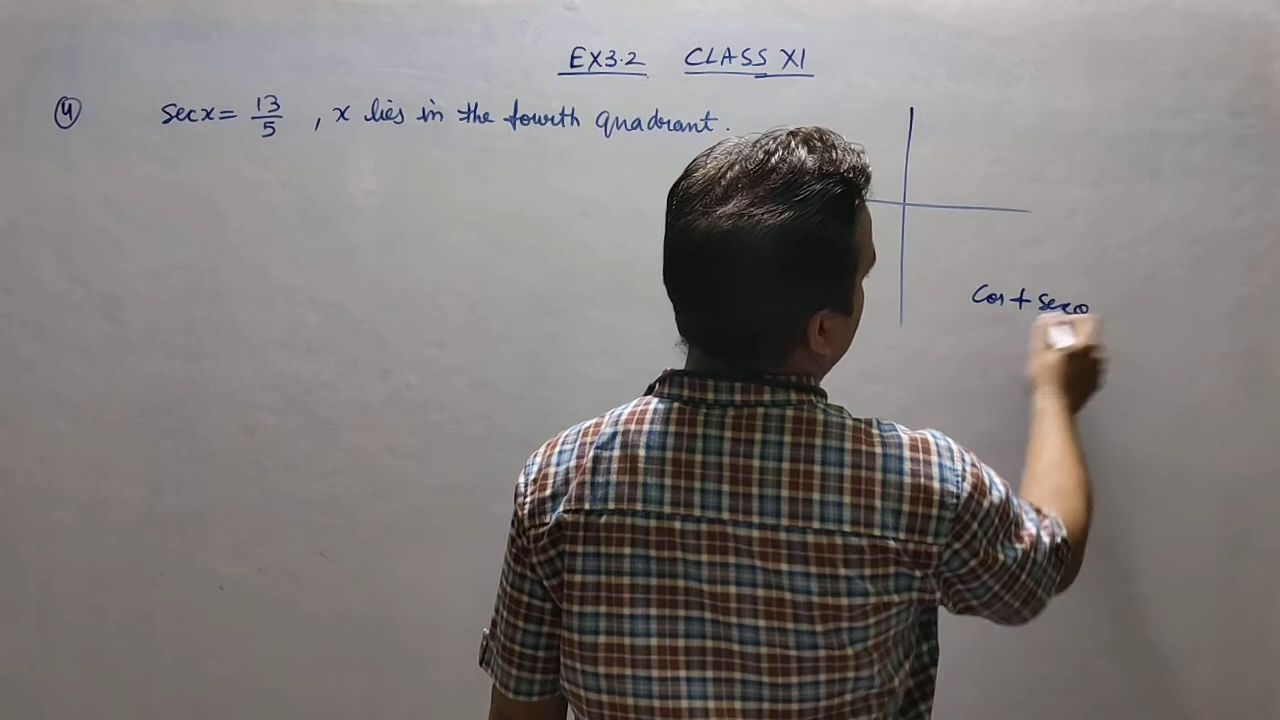 EX3.2 CLASS XI
④ secx = 13/5 , x lies in the fourth quadrant.
Cos + secθ